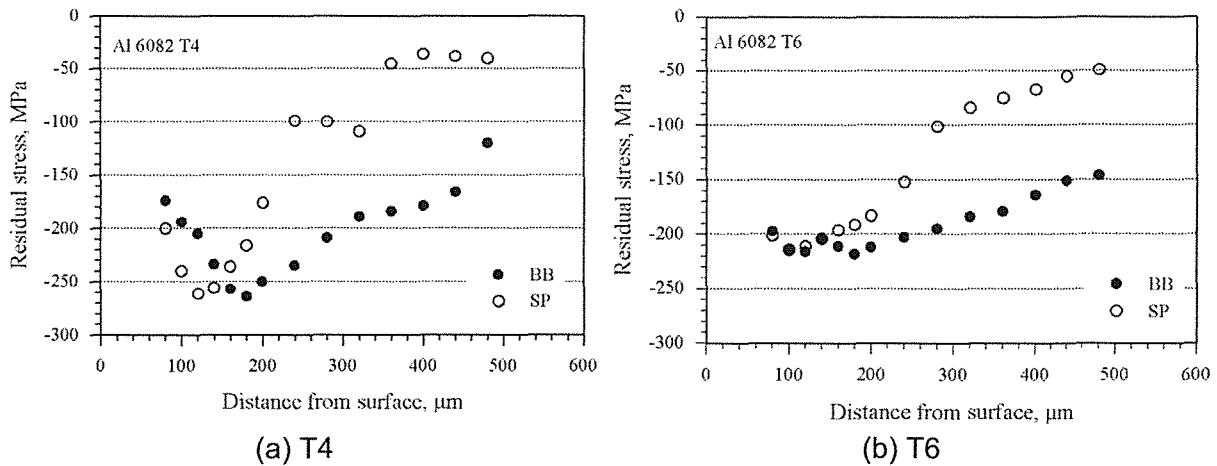 Al 6082 T4
0
-50
-100
-150
-200
-250
-300
Residual stress, MPa
BB
SP
0 100 200 300 400 500 600
Distance from surface, μm
(a) T4
Al 6082 T6
0
-50
-100
-150
-200
-250
-300
Residual stress, MPa
BB
SP
0 100 200 300 400 500 600
Distance from surface, μm
(b) T6